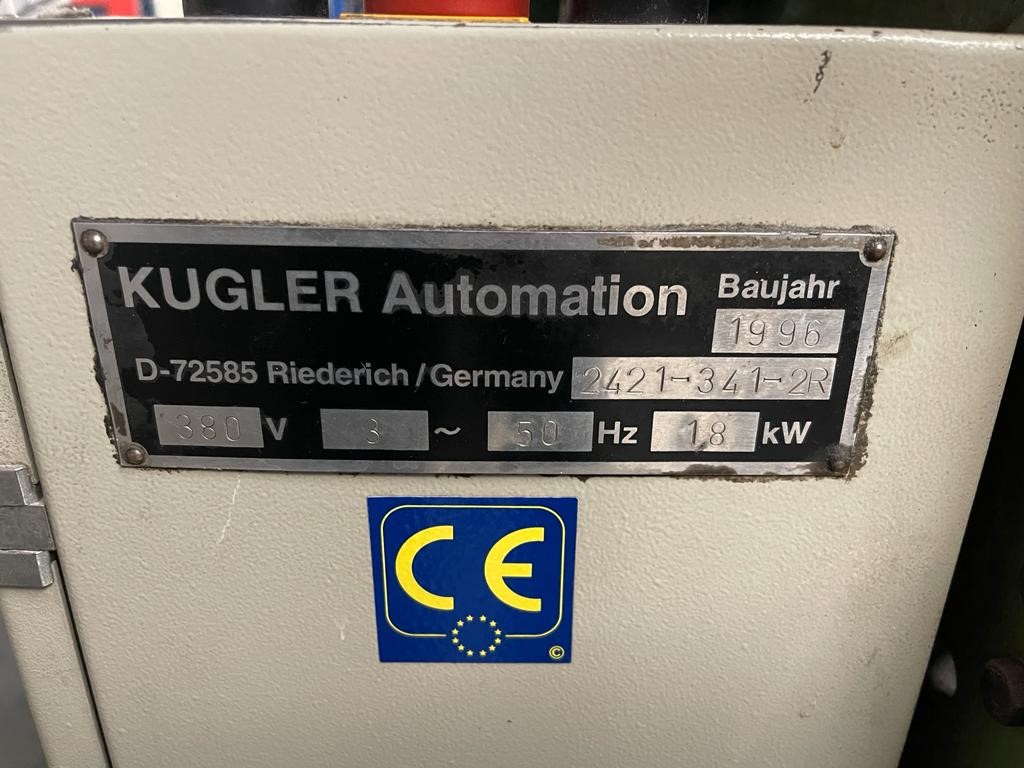 KUGLER Automation Baujahr
1996
D-72585 Riederich/Germany 2421-341-2R
380 V 3 ~ 50 Hz 18 kW
CE
©